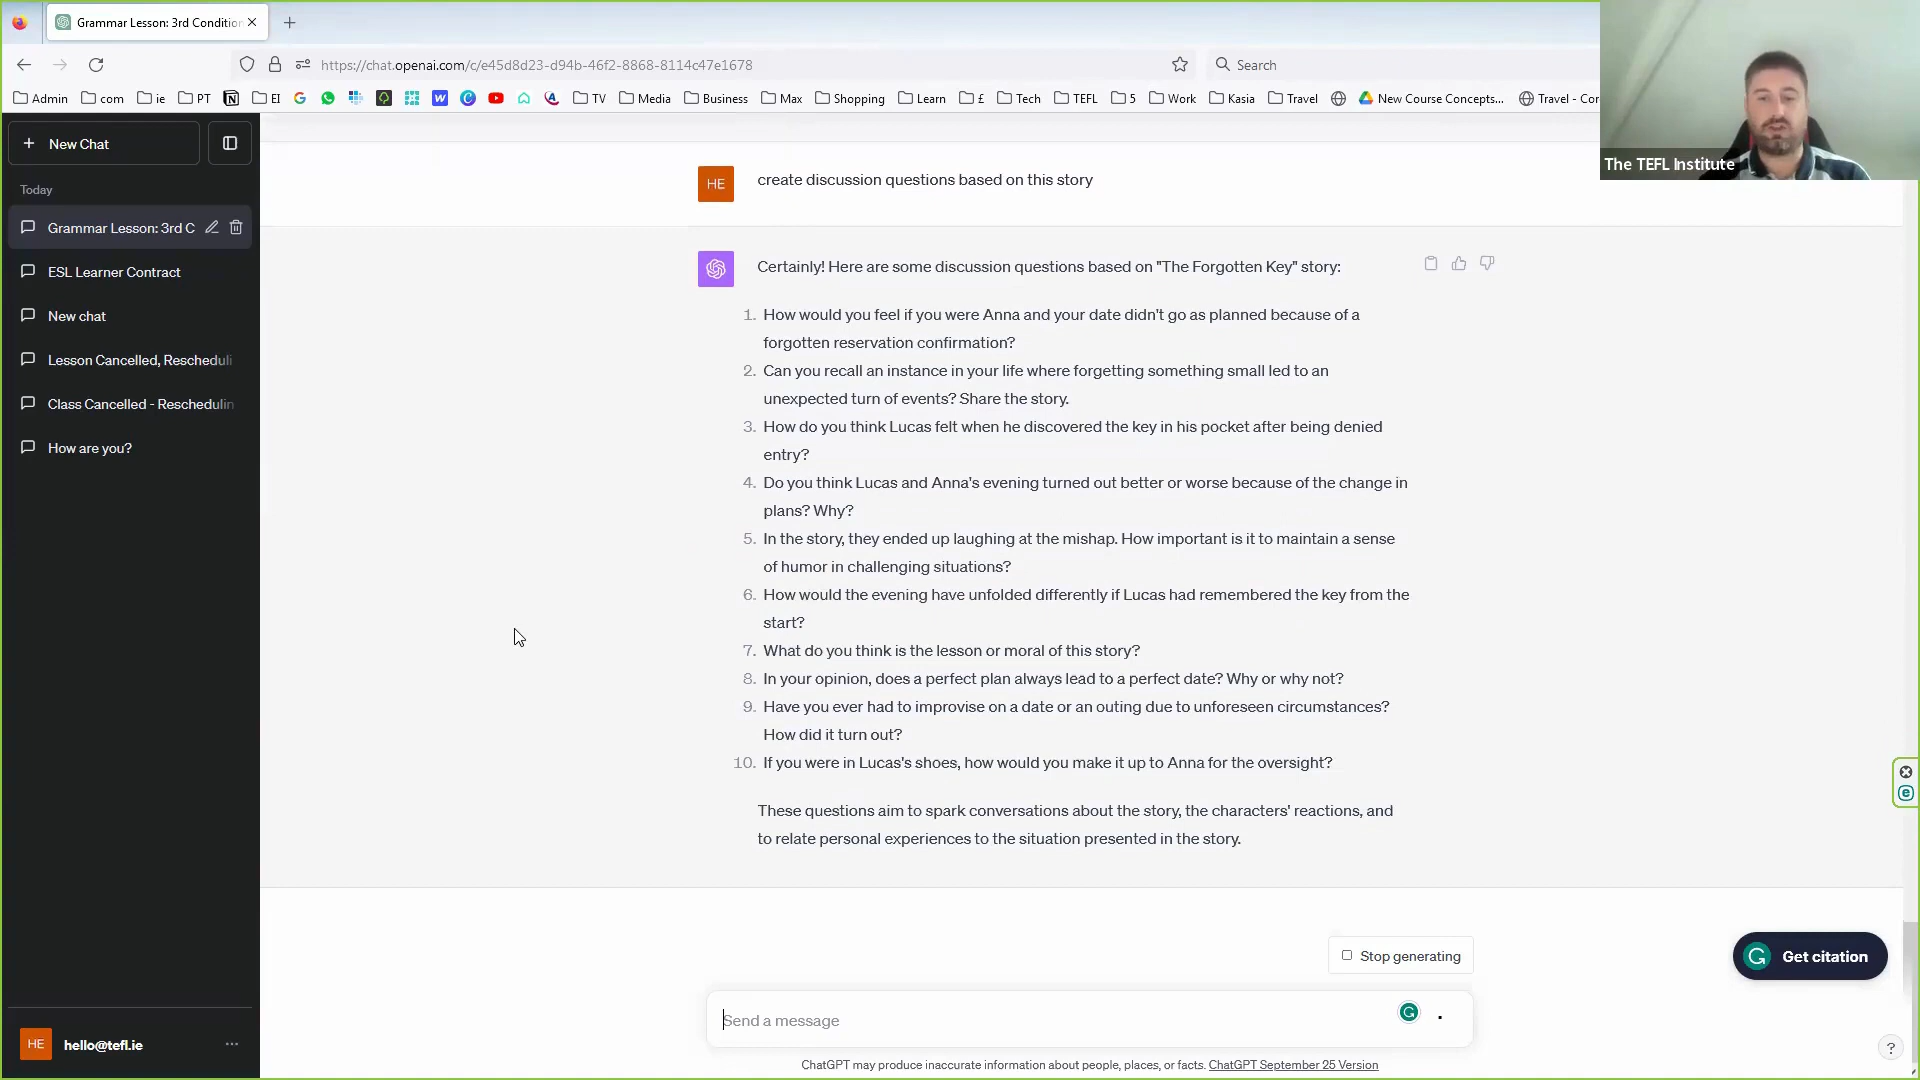 Grammar Lesson: 3rd Condition
https://chat.openai.com/c/e45d8d23-d94b-46f2-8868-8114c47e1678
Search
Admin com ie PT EI TV Media Business Max Shopping Learn £ Tech TEFL 5 Work Kasia Travel New Course Concepts... Travel - Cor
The TEFL Institute
New Chat
Today
Grammar Lesson: 3rd C
ESL Learner Contract
New chat
Lesson Cancelled, Rescheduli
Class Cancelled - Reschedulin
How are you?
HE
hello@tefl.ie
HE
create discussion questions based on this story
Certainly! Here are some discussion questions based on "The Forgotten Key" story:
1. How would you feel if you were Anna and your date didn't go as planned because of a
forgotten reservation confirmation?
2. Can you recall an instance in your life where forgetting something small led to an
unexpected turn of events? Share the story.
3. How do you think Lucas felt when he discovered the key in his pocket after being denied
entry?
4. Do you think Lucas and Anna's evening turned out better or worse because of the change in
plans? Why?
5. In the story, they ended up laughing at the mishap. How important is it to maintain a sense
of humor in challenging situations?
6. How would the evening have unfolded differently if Lucas had remembered the key from the
start?
7. What do you think is the lesson or moral of this story?
8. In your opinion, does a perfect plan always lead to a perfect date? Why or why not?
9. Have you ever had to improvise on a date or an outing due to unforeseen circumstances?
How did it turn out?
10. If you were in Lucas's shoes, how would you make it up to Anna for the oversight?
These questions aim to spark conversations about the story, the characters' reactions, and
to relate personal experiences to the situation presented in the story.
Stop generating
Get citation
Send a message
ChatGPT may produce inaccurate information about people, places, or facts. ChatGPT September 25 Version
?